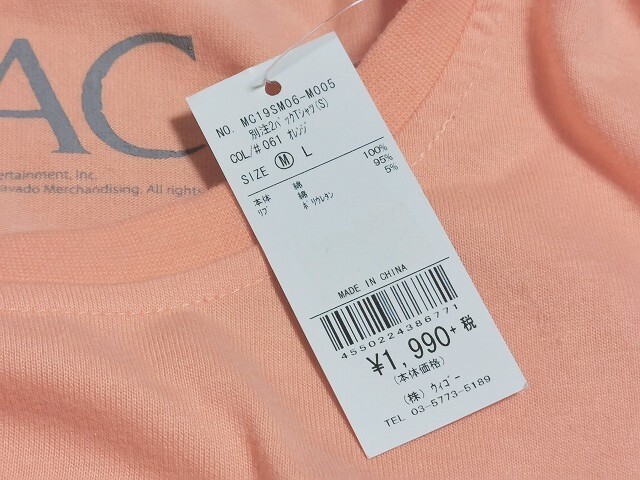 AC
ertainment, Inc.
avado Merchandising. All rights
NO. MC19SM06-M005
別注2パックTシャツ(S)
COL/# 061 オレンジ
SIZE M L
本体 綿 100%
リブ 綿 95%
ポリウレタン 5%
MADE IN CHINA
4550224386771
¥1,990+税
(本体価格)
(株) ウィゴー
TEL 03-5773-5189